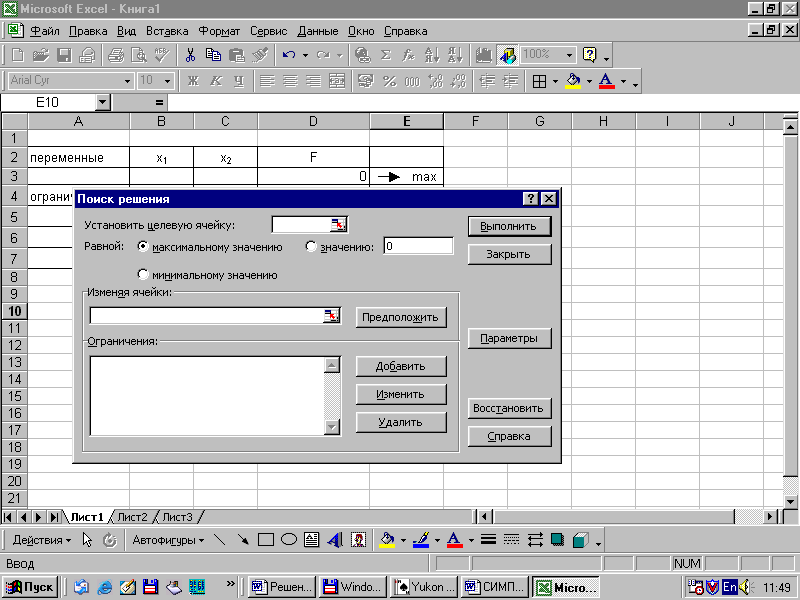 Microsoft Excel - Книга1
Файл Правка Вид Вставка Формат Сервис Данные Окно Справка
100%
Arial Cyr 10 Ж К Ч
E10 =
A B C D E F G H I J
1
2 переменные x1 x2 F
3 0 max
4 огранич
Поиск решения
Установить целевую ячейку:
Выполнить
Равной: максимальному значению значению: 0
Закрыть
минимальному значению
Изменяя ячейки:
Предположить
Параметры
Ограничения:
Добавить
Изменить
Удалить
Восстановить
Справка
5
6
7
8
9
10
11
12
13
14
15
16
17
18
19
20
21
Лист1 Лист2 Лист3
Действия Автофигуры
Ввод NUM
Пуск Решен... Windo... Yukon ... СИМП... Micro... En 11:49